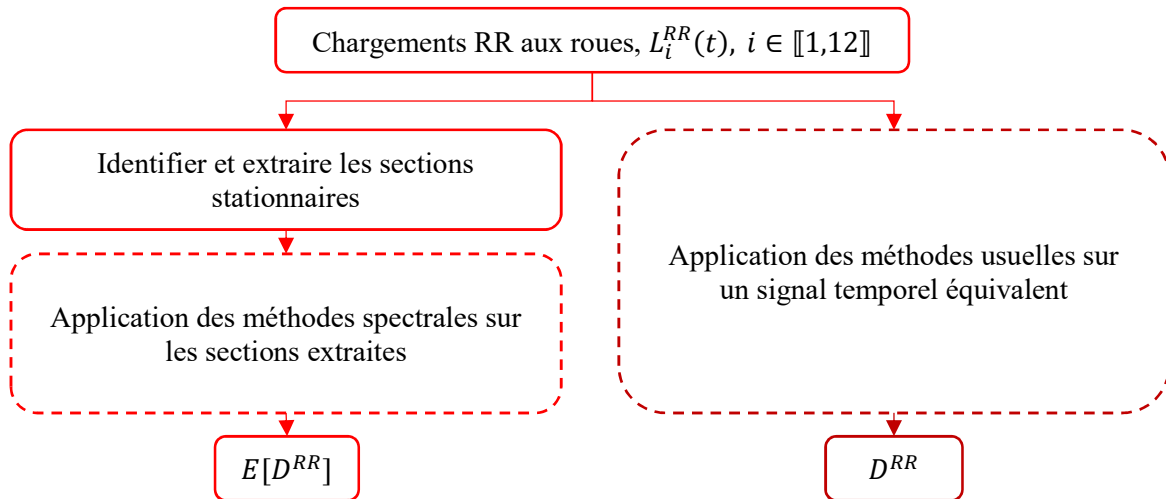 Chargements RR aux roues, $L_i^{RR}(t)$, $i \in ⟦1,12⟧$
Identifier et extraire les sections
stationnaires
Application des méthodes spectrales sur
les sections extraites
$E[D^{RR}]$
Application des méthodes usuelles sur
un signal temporel équivalent
$D^{RR}$